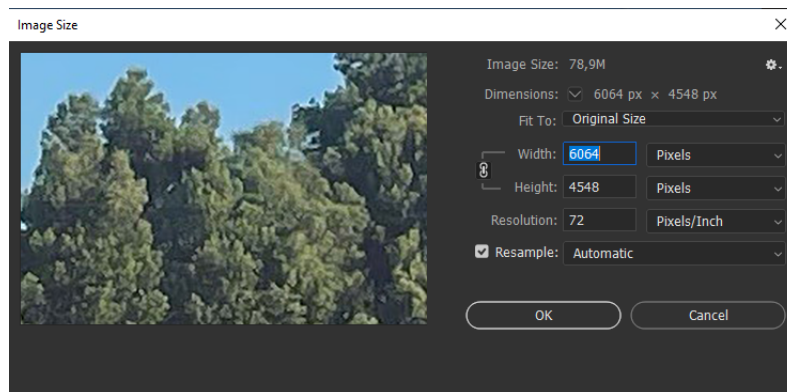 Image Size
Image Size: 78,9M
Dimensions: 6064 px × 4548 px
Fit To: Original Size
Width: 6064 Pixels
Height: 4548 Pixels
Resolution: 72 Pixels/Inch
Resample: Automatic
OK Cancel